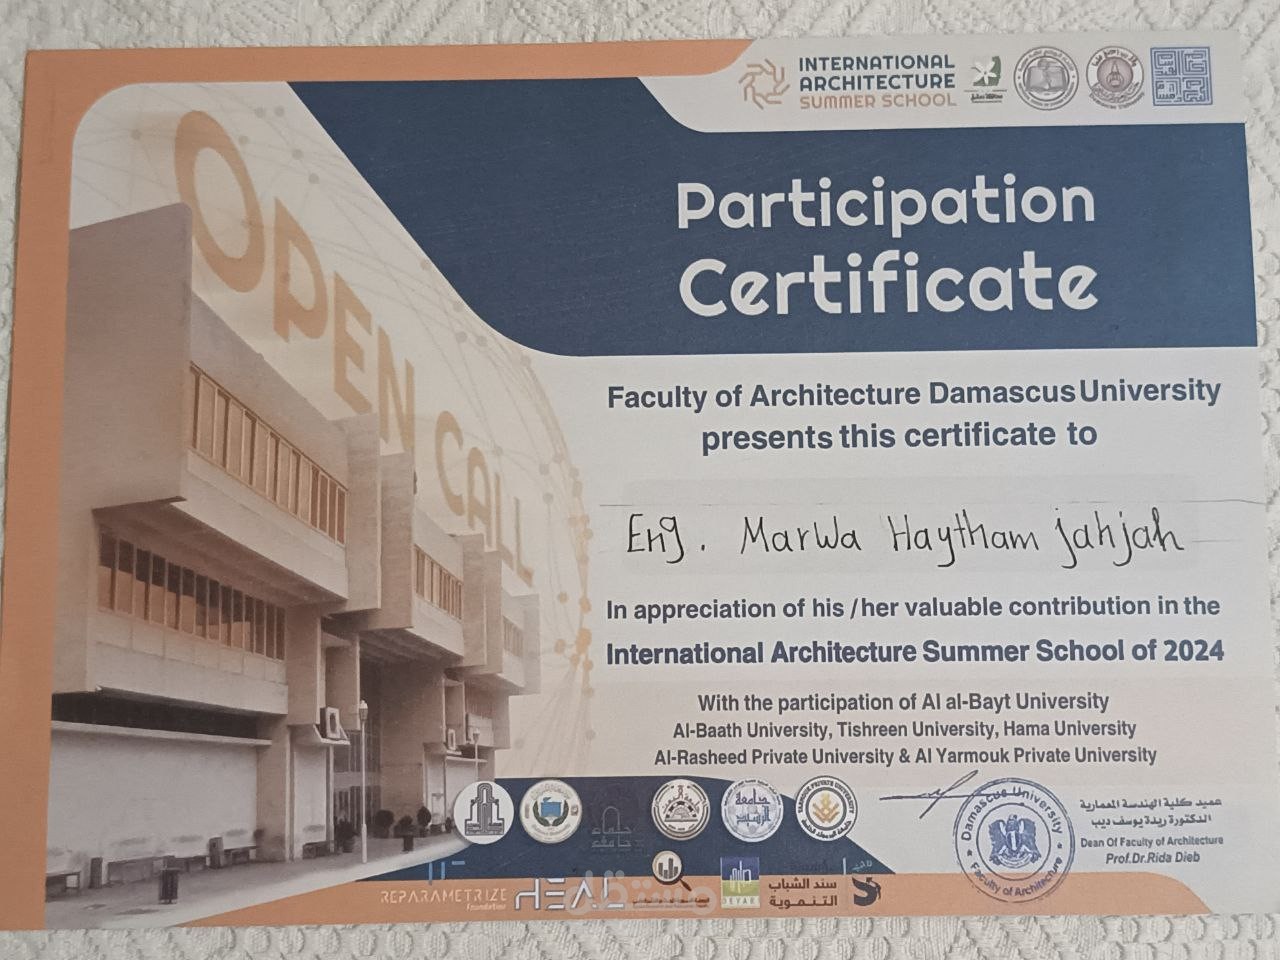 INTERNATIONAL
ARCHITECTURE
SUMMER SCHOOL
OPEN CALL
Participation
Certificate
Faculty of Architecture Damascus University
presents this certificate to
Eng. Marwa Haytham jahjah
In appreciation of his /her valuable contribution in the
International Architecture Summer School of 2024
With the participation of Al al-Bayt University
Al-Baath University, Tishreen University, Hama University
Al-Rasheed Private University & Al Yarmouk Private University
Damascus University
Faculty of Architecture
عميد كلية الهندسة المعمارية
الدكتورة ريدة يوسف ديب
Dean Of Faculty of Architecture
Prof.Dr.Rida Dieb
REPARAMETRIZE
Foundation
HEAL
مستقل
سند الشباب
التنموية